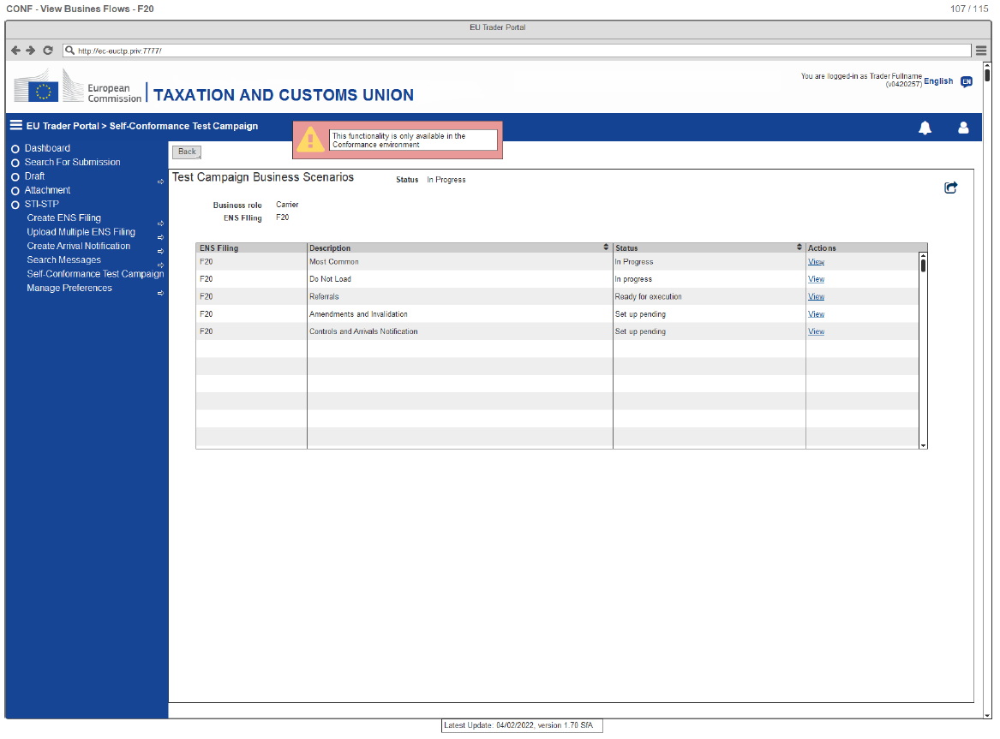 CONF - View Busines Flows - F20
107 / 115
EU Trader Portal
http://ec-euctp.priv:7777/
You are logged-in as Trader Fullname
(v0420257)
English
EN
European
Commission
TAXATION AND CUSTOMS UNION
EU Trader Portal > Self-Conformance Test Campaign
This functionality is only available in the
Conformance environment
Dashboard
Search For Submission
Draft
Attachment
STI-STP
Create ENS Filing
Upload Multiple ENS Filing
Create Arrival Notification
Search Messages
Self-Conformance Test Campaign
Manage Preferences
Back
Test Campaign Business Scenarios
Status In Progress
Business role Carrier
ENS FIling F20
ENS Filing Description Status Actions
F20 Most Common In Progress View
F20 Do Not Load In progress View
F20 Referrals Ready for execution View
F20 Amendments and Invalidation Set up pending View
F20 Controls and Arrivals Notification Set up pending View
Latest Update: 04/02/2022, version 1.70 SfA